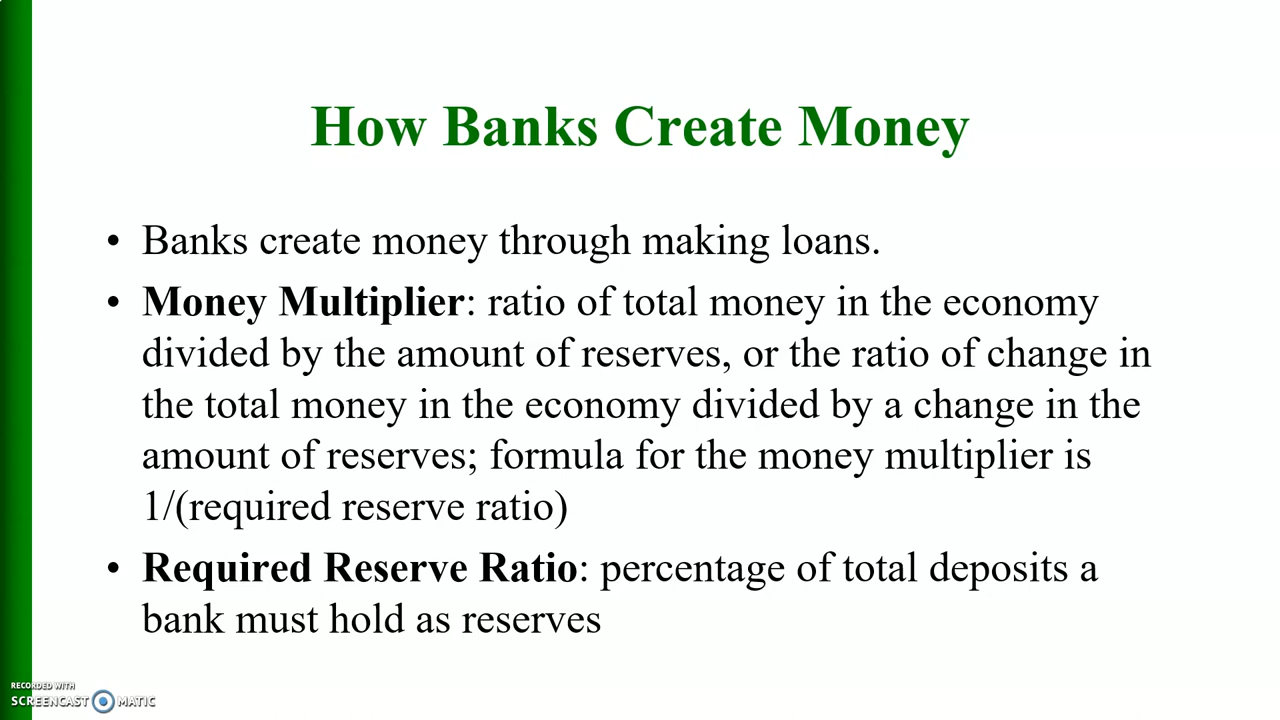 How Banks Create Money
• Banks create money through making loans.
• Money Multiplier: ratio of total money in the economy
divided by the amount of reserves, or the ratio of change in
the total money in the economy divided by a change in the
amount of reserves; formula for the money multiplier is
1/(required reserve ratio)
• Required Reserve Ratio: percentage of total deposits a
bank must hold as reserves
RECORDED WITH
SCREENCAST MATIC